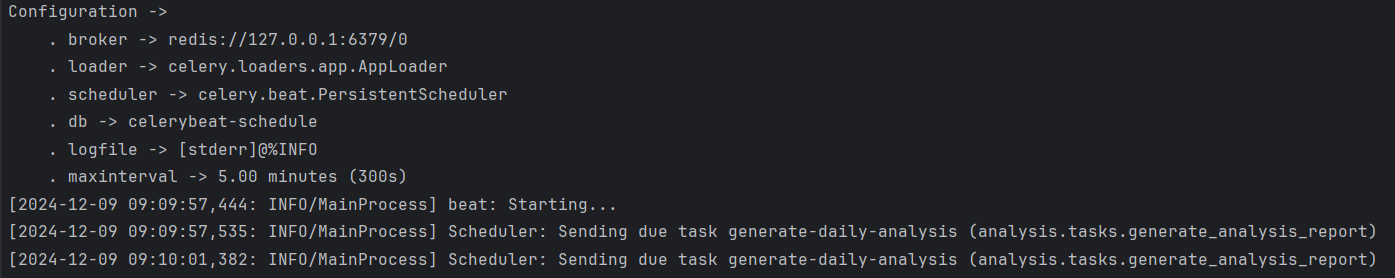 Configuration ->
. broker -> redis://127.0.0.1:6379/0
. loader -> celery.loaders.app.AppLoader
. scheduler -> celery.beat.PersistentScheduler
. db -> celerybeat-schedule
. logfile -> [stderr]@%INFO
. maxinterval -> 5.00 minutes (300s)
[2024-12-09 09:09:57,444: INFO/MainProcess] beat: Starting...
[2024-12-09 09:09:57,535: INFO/MainProcess] Scheduler: Sending due task generate-daily-analysis (analysis.tasks.generate_analysis_report)
[2024-12-09 09:10:01,382: INFO/MainProcess] Scheduler: Sending due task generate-daily-analysis (analysis.tasks.generate_analysis_report)